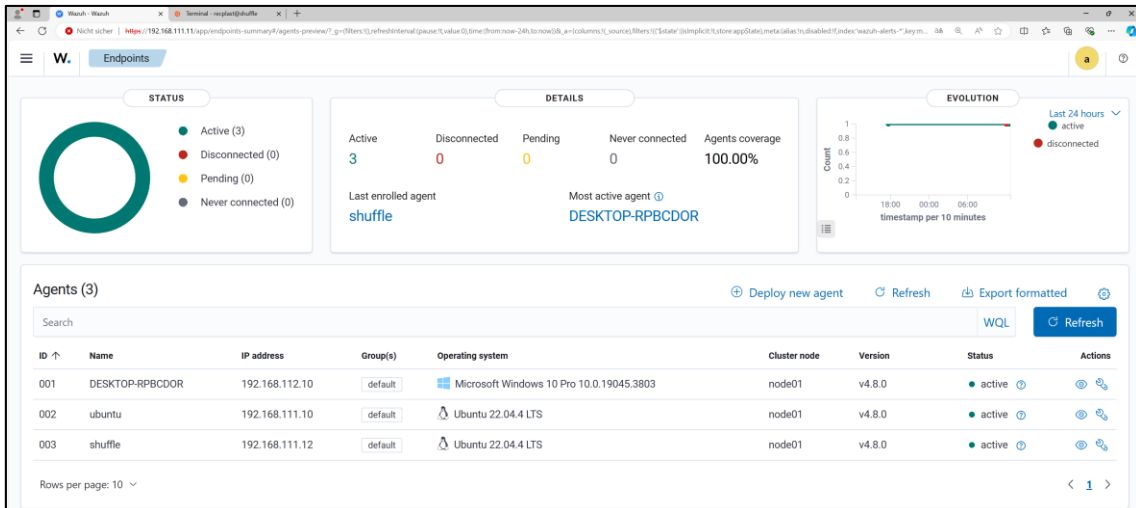 Wazuh - Wazuh
Terminal - recplast@shuffle
Nicht sicher
https://192.168.111.11/app/endpoints-summary#/agents-preview/?_g=(filters:!(),refreshInterval:(pause:!t,value:0),time:(from:now-24h,to:now))&_a=(columns:!(_source),filters:!(('$state':(isImplicit:!t,store:appState),meta:(alias:!n,disabled:!f,index:'wazuh-alerts-*',key:m...
W.
Endpoints
a
STATUS
Active (3)
Disconnected (0)
Pending (0)
Never connected (0)
DETAILS
Active
Disconnected
Pending
Never connected
Agents coverage
3
0
0
0
100.00%
Last enrolled agent
Most active agent
shuffle
DESKTOP-RPBCDOR
EVOLUTION
Last 24 hours
active
disconnected
Count
1
0.8
0.6
0.4
0.2
0
18:00 00:00 06:00
timestamp per 10 minutes
Agents (3)
Deploy new agent
Refresh
Export formatted
Search
WQL
Refresh
ID Name IP address Group(s) Operating system Cluster node Version Status Actions
001 DESKTOP-RPBCDOR 192.168.112.10 default Microsoft Windows 10 Pro 10.0.19045.3803 node01 v4.8.0 active
002 ubuntu 192.168.111.10 default Ubuntu 22.04.4 LTS node01 v4.8.0 active
003 shuffle 192.168.111.12 default Ubuntu 22.04.4 LTS node01 v4.8.0 active
Rows per page: 10
1